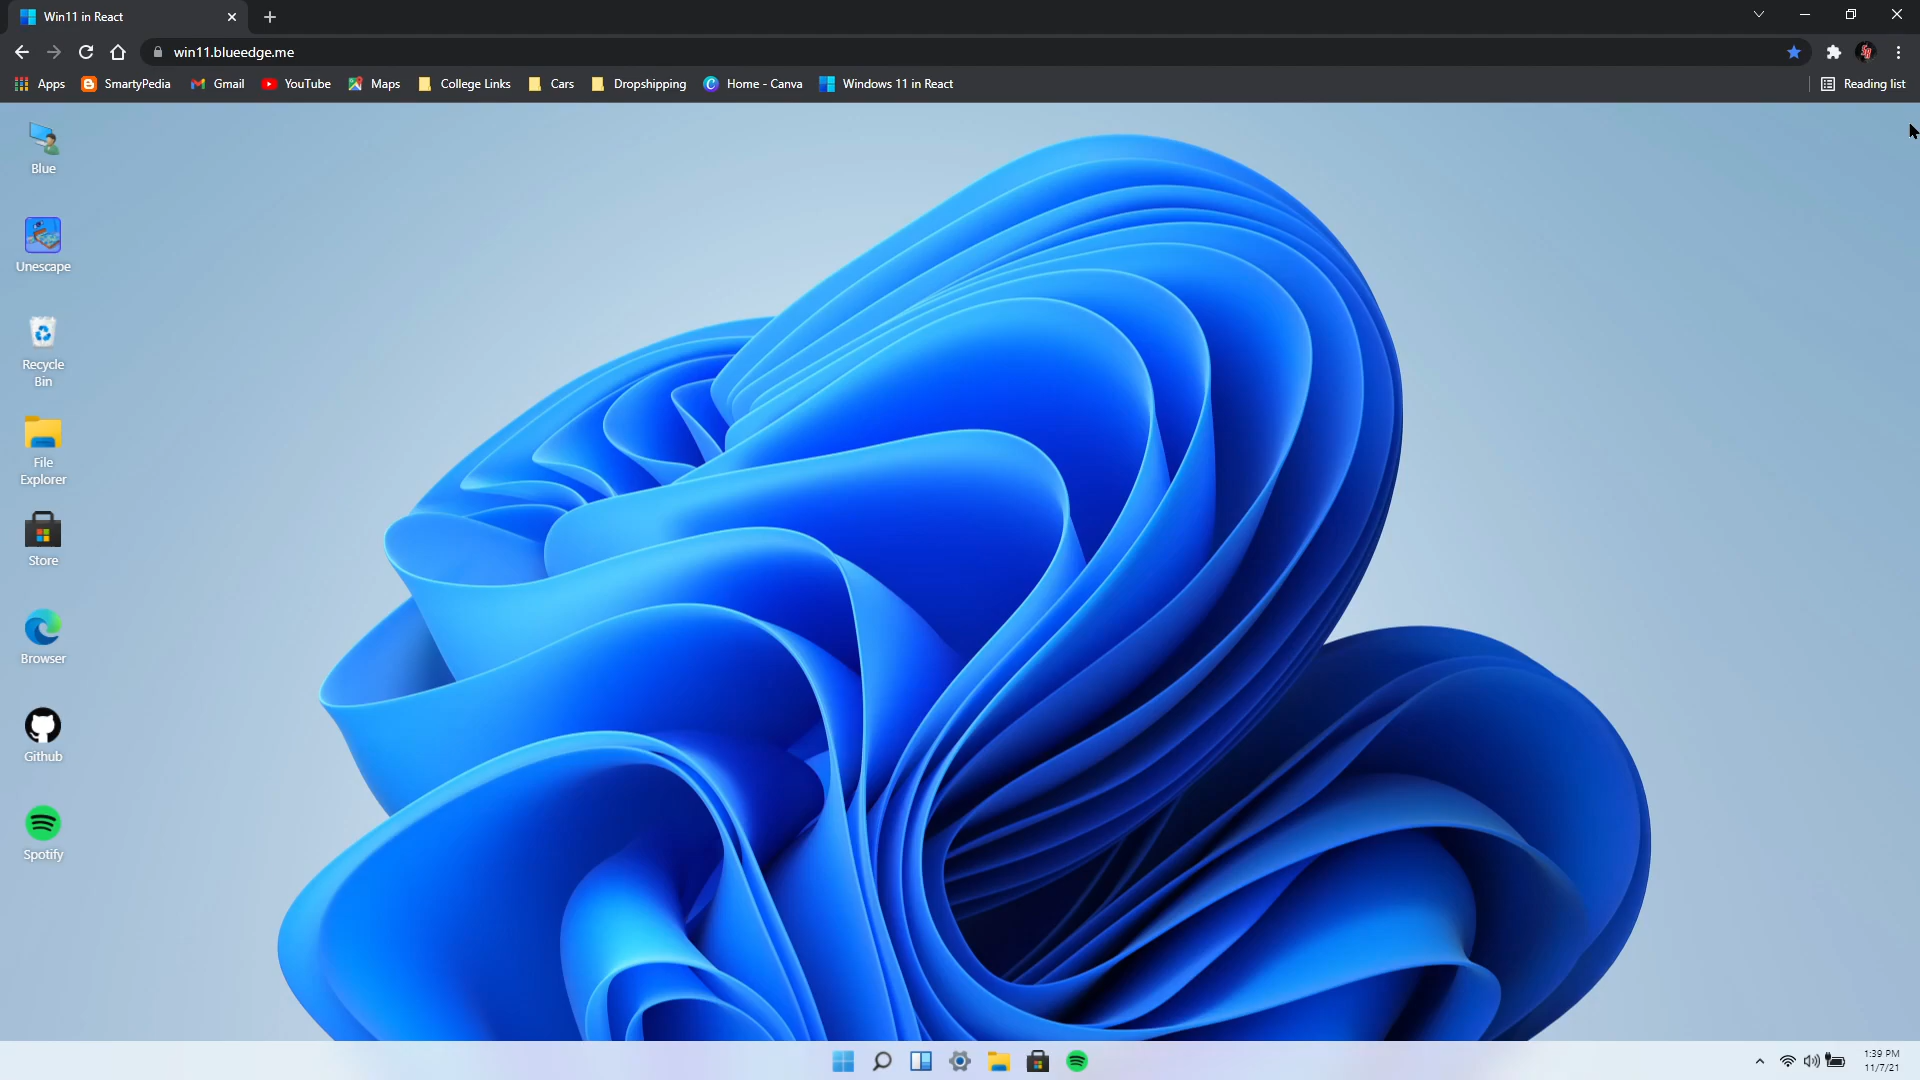 Win11 in React
win11.blueedge.me
Apps SmartyPedia Gmail YouTube Maps College Links Cars Dropshipping Home - Canva Windows 11 in React Reading list
Blue
Unescape
Recycle
Bin
File
Explorer
Store
Browser
Github
Spotify
1:39 PM
11/7/21